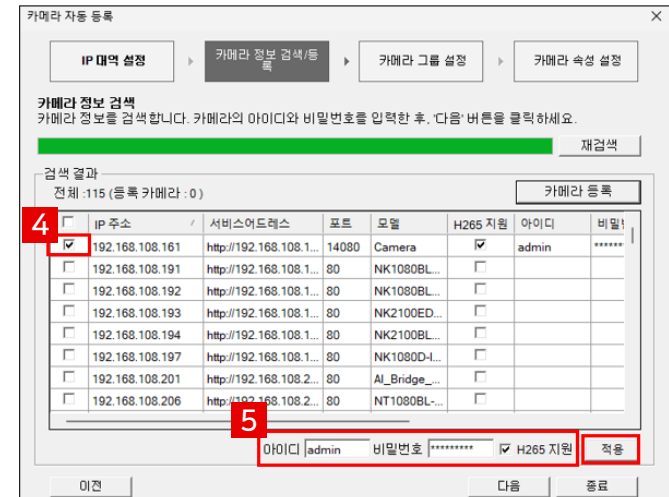 카메라 자동 등록
IP 대역 설정
카메라 정보 검색/등
록
카메라 그룹 설정
카메라 속성 설정
카메라 정보 검색
카메라 정보를 검색합니다. 카메라의 아이디와 비밀번호를 입력한 후, '다음' 버튼을 클릭하세요.
재검색
검색 결과
전체 :115 (등록 카메라 : 0 )
카메라 등록
4
IP 주소 / 서비스어드레스 포트 모델 H265 지원 아이디
192.168.108.161 http://192.168.108.1... 14080 Camera admin ******
192.168.108.191 http://192.168.108.1... 80 NK1080BL...
192.168.108.192 http://192.168.108.1... 80 NK1080BL...
192.168.108.193 http://192.168.108.1... 80 NK2100ED...
192.168.108.194 http://192.168.108.1... 80 NK2100BL...
192.168.108.197 http://192.168.108.1... 80 NK1080D-I...
192.168.108.201 http://192.168.108.2... 80 AI_Bridge_...
192.168.108.206 http://192.168.108.2... 80 NT1080BL-...
5
아이디 admin 비밀번호 ********* H265 지원 적용
이전 다음 종료